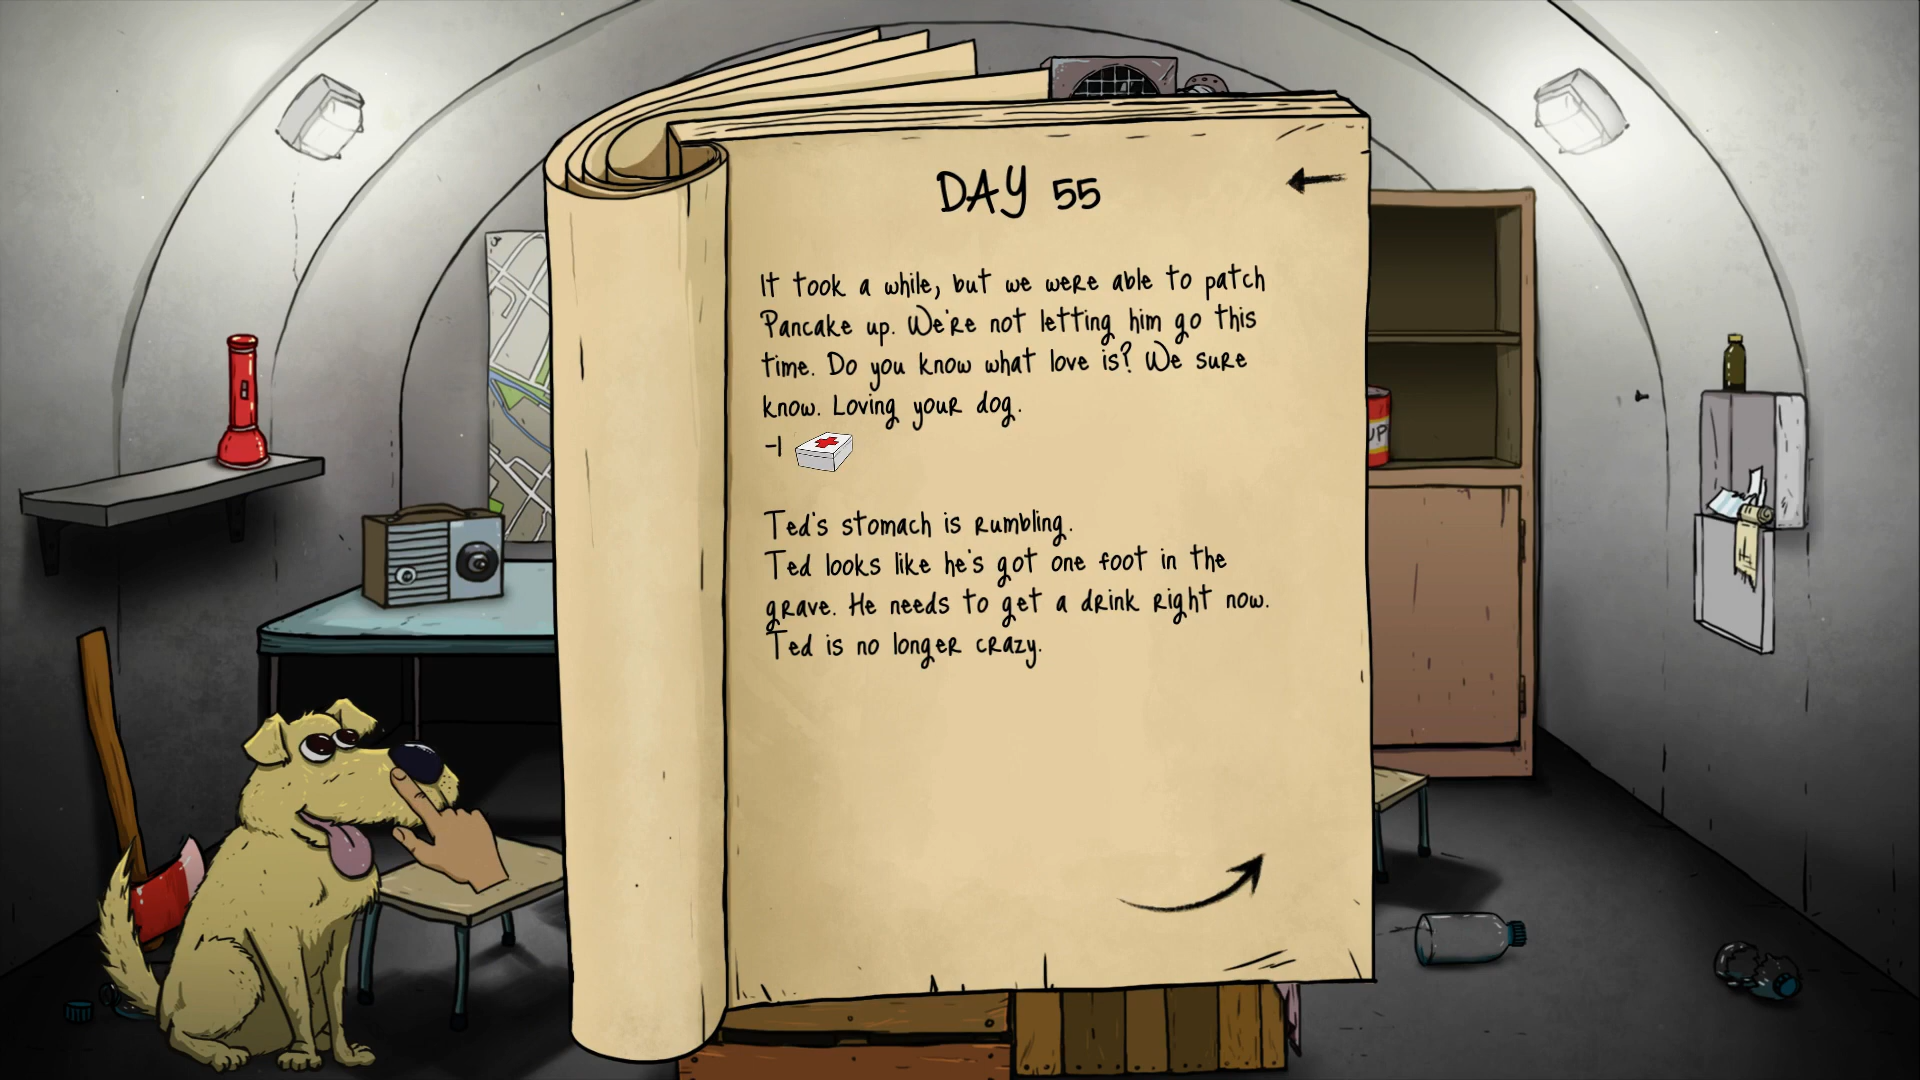 DAY 55
It took a while, but we were able to patch
Pancake up. We're not letting him go this
time. Do you know what love is? We sure
know. Loving your dog.
-1
Ted's stomach is rumbling.
Ted looks like he's got one foot in the
grave. He needs to get a drink right now.
Ted is no longer crazy.
UP